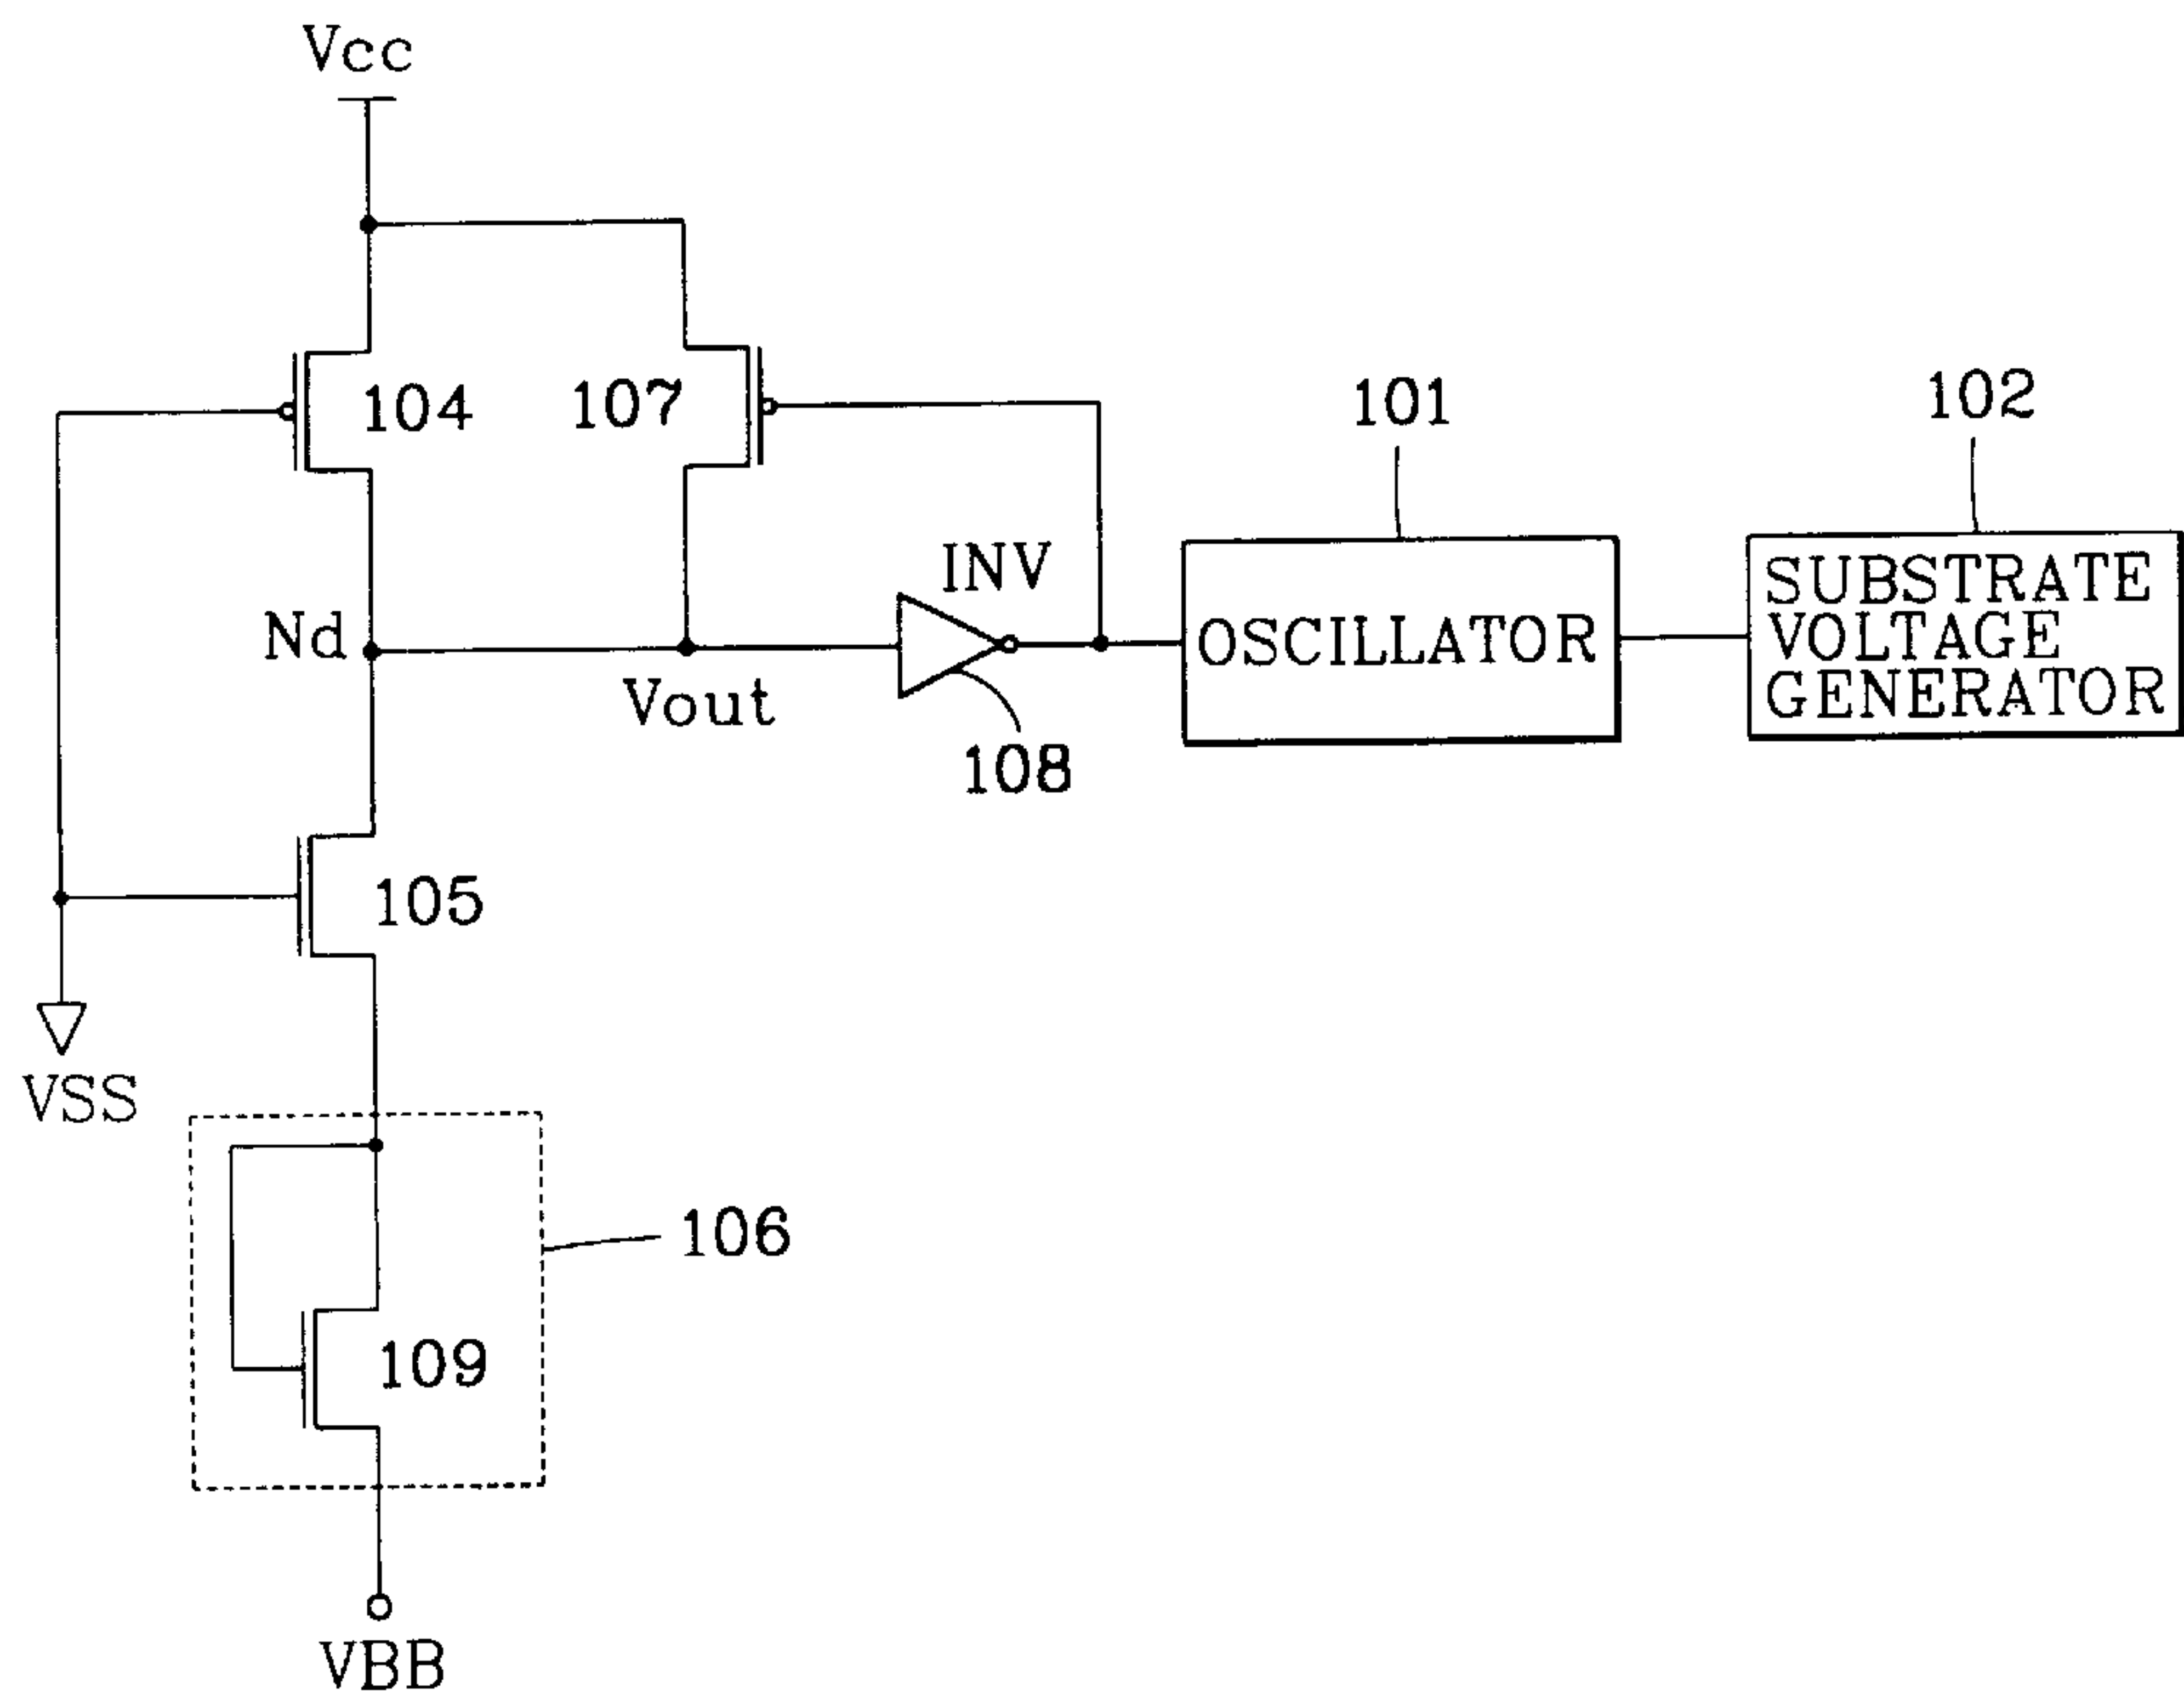 Vcc
104
107
101
102
INV
OSCILLATOR
SUBSTRATE
VOLTAGE
GENERATOR
Nd
Vout
108
105
VSS
106
109
VBB